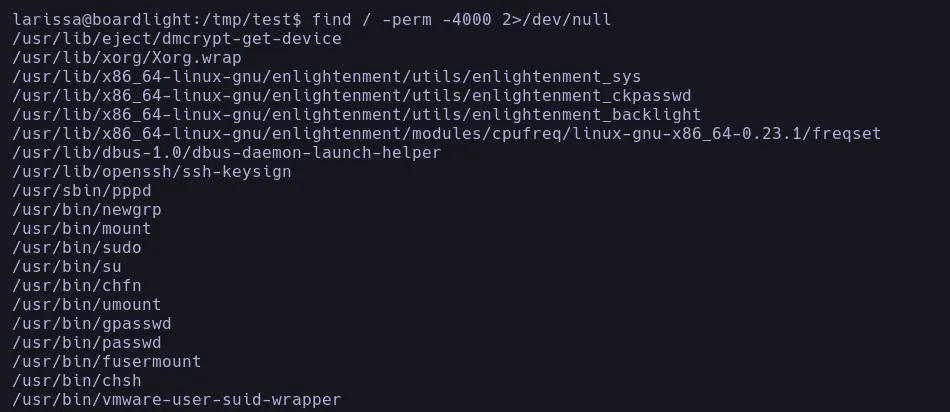 larissa@boardlight:/tmp/test$ find / -perm -4000 2>/dev/null
/usr/lib/eject/dmcrypt-get-device
/usr/lib/xorg/Xorg.wrap
/usr/lib/x86_64-linux-gnu/enlightenment/utils/enlightenment_sys
/usr/lib/x86_64-linux-gnu/enlightenment/utils/enlightenment_ckpasswd
/usr/lib/x86_64-linux-gnu/enlightenment/utils/enlightenment_backlight
/usr/lib/x86_64-linux-gnu/enlightenment/modules/cpufreq/linux-gnu-x86_64-0.23.1/freqset
/usr/lib/dbus-1.0/dbus-daemon-launch-helper
/usr/lib/openssh/ssh-keysign
/usr/sbin/pppd
/usr/bin/newgrp
/usr/bin/mount
/usr/bin/sudo
/usr/bin/su
/usr/bin/chfn
/usr/bin/umount
/usr/bin/gpasswd
/usr/bin/passwd
/usr/bin/fusermount
/usr/bin/chsh
/usr/bin/vmware-user-suid-wrapper